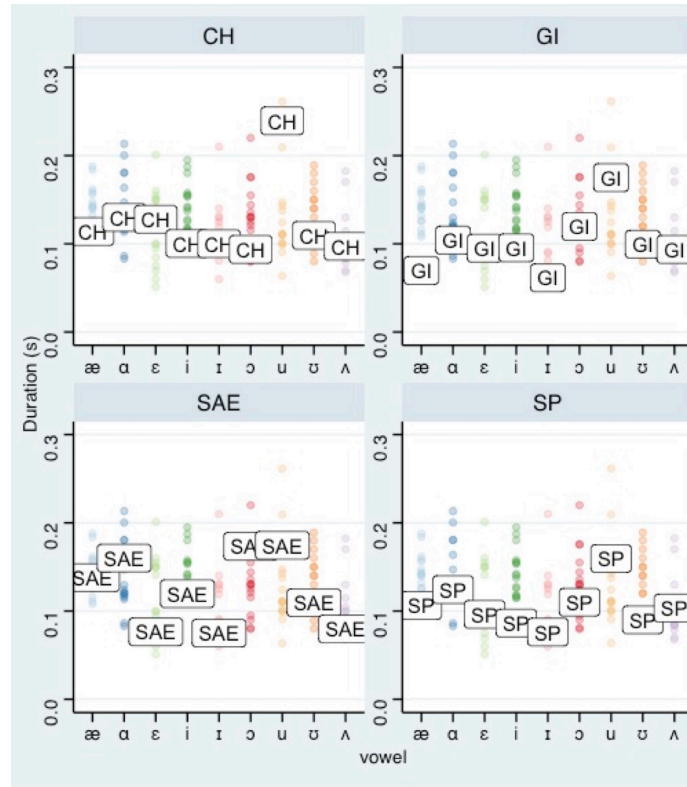 CH GI
0.3
0.2
0.1
0.0
CH CH CH CH CH CH CH CH CH
GI GI GI GI GI GI GI GI GI
æ ɑ ɛ i ɪ ɔ u ʊ ʌ
æ ɑ ɛ i ɪ ɔ u ʊ ʌ
Duration (s)
SAE SP
0.3
0.2
0.1
0.0
SAE SAE SAE SAE SAE SA SAE SAE SAE
SP SP SP SP SP SP SP SP SP
æ ɑ ɛ i ɪ ɔ u ʊ ʌ
æ ɑ ɛ i ɪ ɔ u ʊ ʌ
vowel